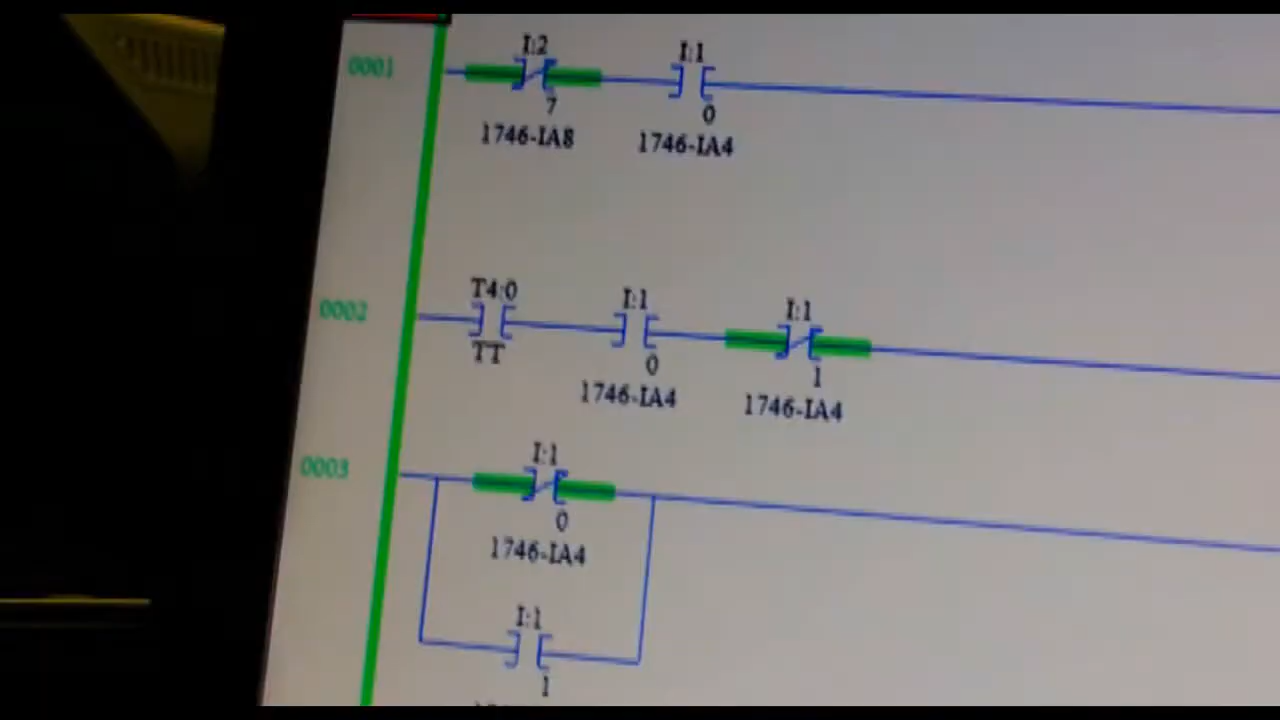 0001
I:2
I:1
7
0
1746-IA8
1746-IA4
0002
T4:0
I:1
I:1
TT
0
1
1746-IA4
1746-IA4
0003
I:1
0
1746-IA4
I:1
1